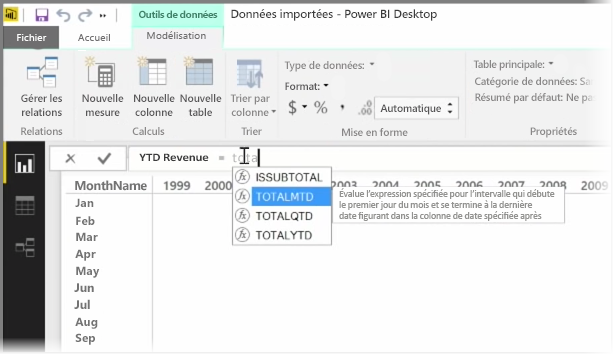 Outils de données
Données importées - Power BI Desktop
Fichier
Accueil
Modélisation
Gérer les
relations
Nouvelle
mesure
Nouvelle
colonne
Nouvelle
table
Trier par
colonne
Type de données:
Format:
$ % ,
.00
Automatique
Table principale:
Catégorie de données: Sa
Résumé par défaut: Ne pa
Relations
Calculs
Trier
Mise en forme
Propriétés
YTD Revenue = tota
ISSUBTOTAL
TOTALMTD
TOTALQTD
TOTALYTD
Évalue l'expression spécifiée pour l'intervalle qui débute
le premier jour du mois et se termine à la dernière
date figurant dans la colonne de date spécifiée après
MonthName 1999 2000 2003 2004 2005 2006 2007 2008 2009
Jan
Feb
Mar
Apr
May
Jun
Jul
Aug
Sep